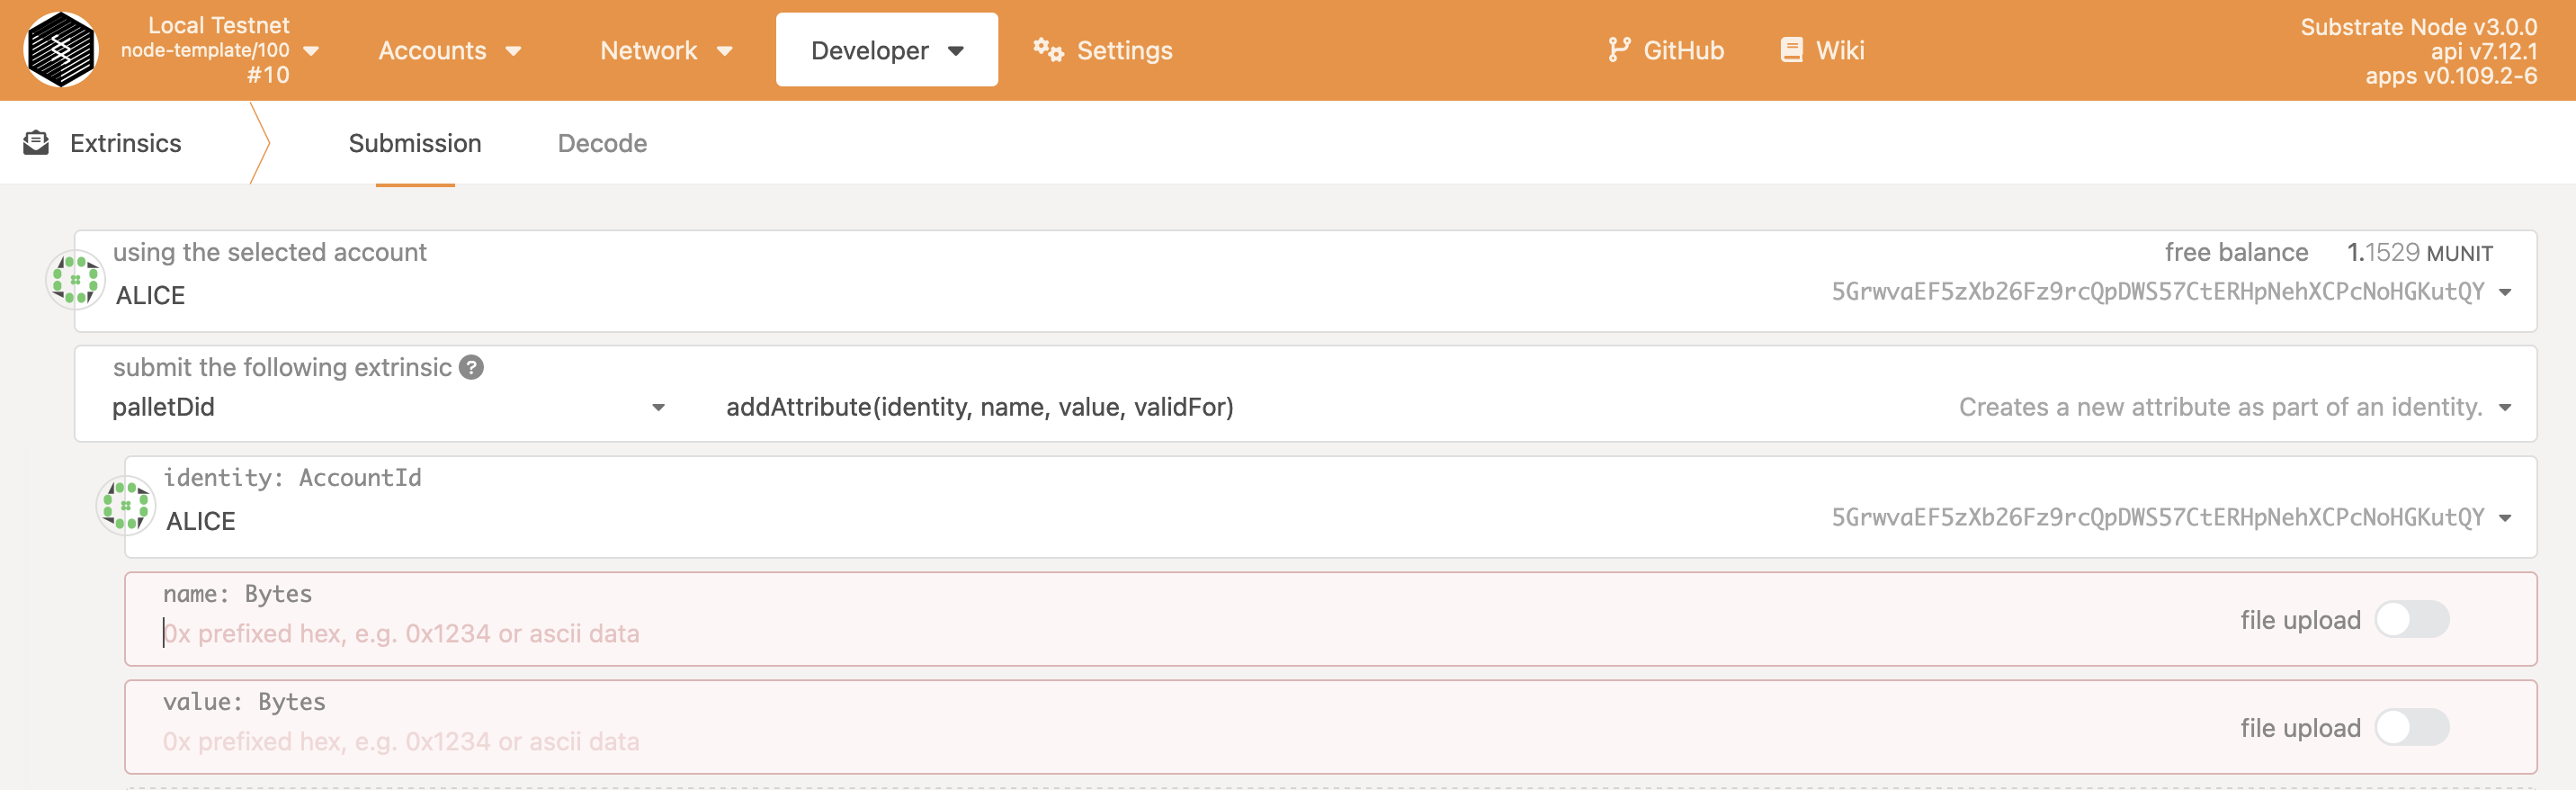 Local Testnet
node-template/100
#10
Accounts
Network
Developer
Settings
GitHub
Wiki
Substrate Node v3.0.0
api v7.12.1
apps v0.109.2-6
Extrinsics
Submission
Decode
using the selected account
free balance 1.1529 MUNIT
ALICE
5GrwvaEF5zXb26Fz9rcQpDWS57CtERHpNehXCPcNoHGKutQY
submit the following extrinsic ?
palletDid
addAttribute(identity, name, value, validFor)
Creates a new attribute as part of an identity.
identity: AccountId
ALICE
5GrwvaEF5zXb26Fz9rcQpDWS57CtERHpNehXCPcNoHGKutQY
name: Bytes
0x prefixed hex, e.g. 0x1234 or ascii data
file upload
value: Bytes
0x prefixed hex, e.g. 0x1234 or ascii data
file upload